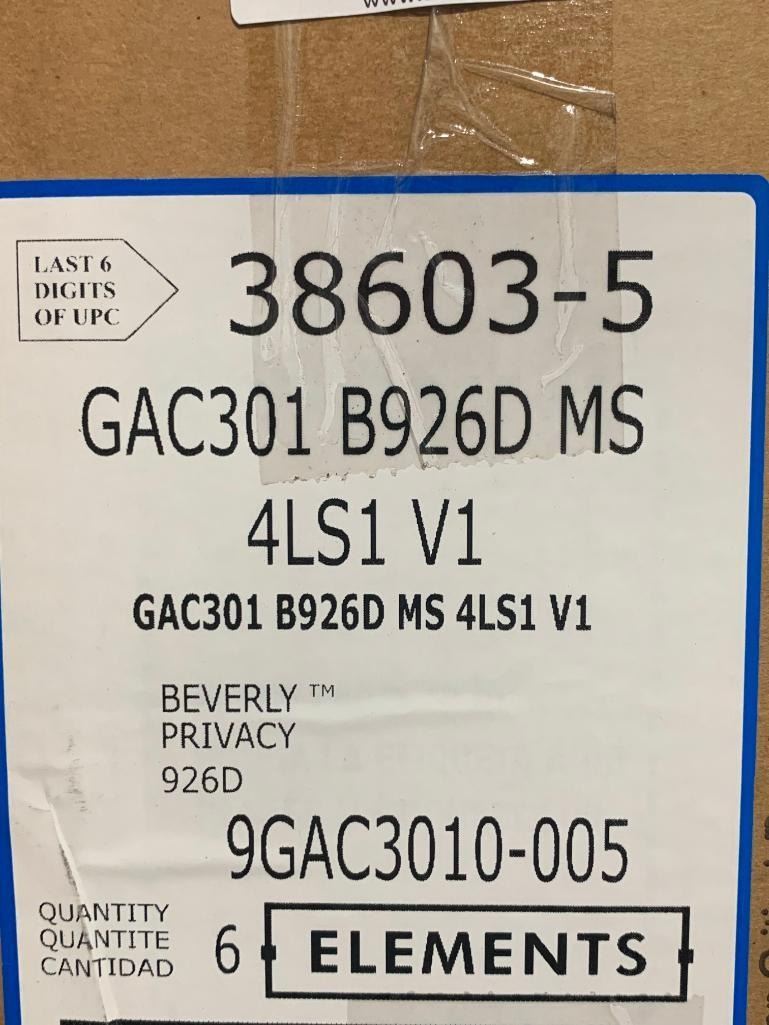 LAST 6
DIGITS
OF UPC
38603-5
GAC301 B926D MS
4LS1 V1
GAC301 B926D MS 4LS1 V1
BEVERLY ™
PRIVACY
926D
9GAC3010-005
QUANTITY
QUANTITE
CANTIDAD
6
ELEMENTS